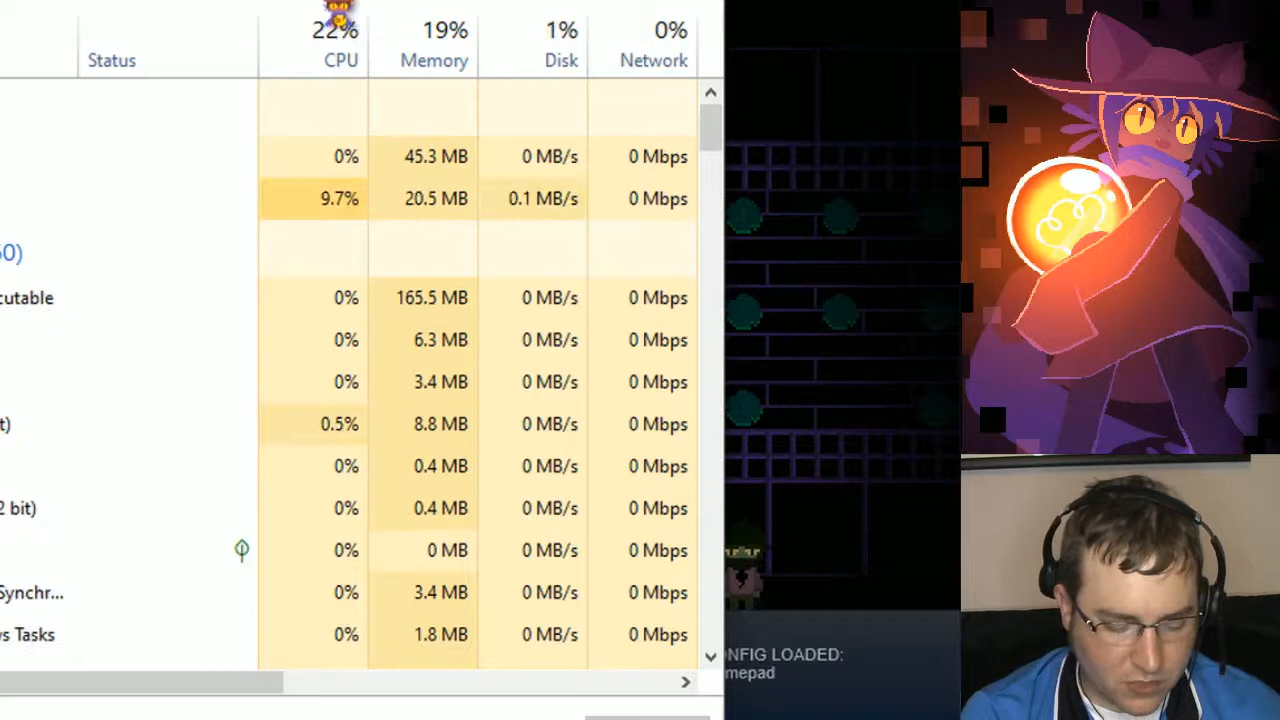 22% 19% 1% 0%
Status CPU Memory Disk Network
0% 45.3 MB 0 MB/s 0 Mbps
9.7% 20.5 MB 0.1 MB/s 0 Mbps
0)
cutable 0% 165.5 MB 0 MB/s 0 Mbps
0% 6.3 MB 0 MB/s 0 Mbps
0% 3.4 MB 0 MB/s 0 Mbps
t) 0.5% 8.8 MB 0 MB/s 0 Mbps
0% 0.4 MB 0 MB/s 0 Mbps
2 bit) 0% 0.4 MB 0 MB/s 0 Mbps
0% 0 MB 0 MB/s 0 Mbps
Synchr... 0% 3.4 MB 0 MB/s 0 Mbps
s Tasks 0% 1.8 MB 0 MB/s 0 Mbps
NFIG LOADED:
mepad